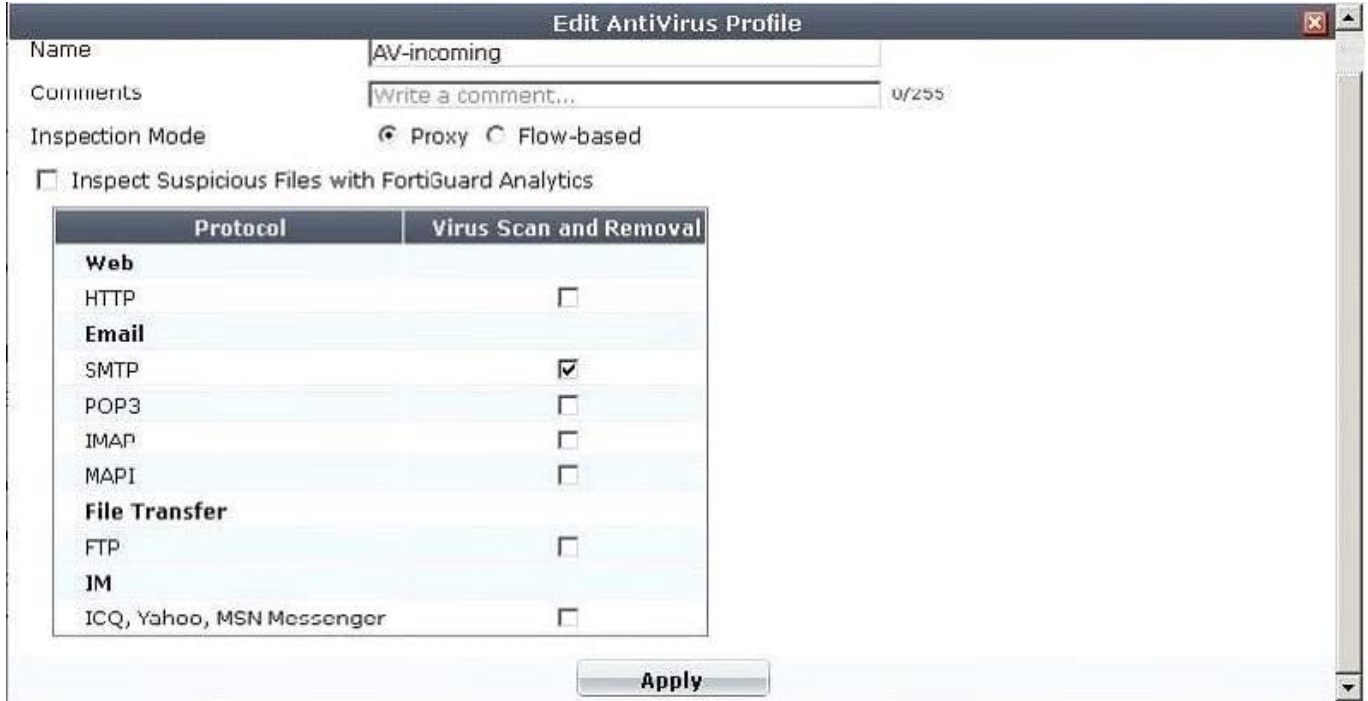 Edit AntiVirus Profile
Name AV-incoming
Comments Write a comment... 0/255
Inspection Mode Proxy Flow-based
Inspect Suspicious Files with FortiGuard Analytics
Protocol Virus Scan and Removal
Web
HTTP
Email
SMTP
POP3
IMAP
MAPI
File Transfer
FTP
IM
ICQ, Yahoo, MSN Messenger
Apply